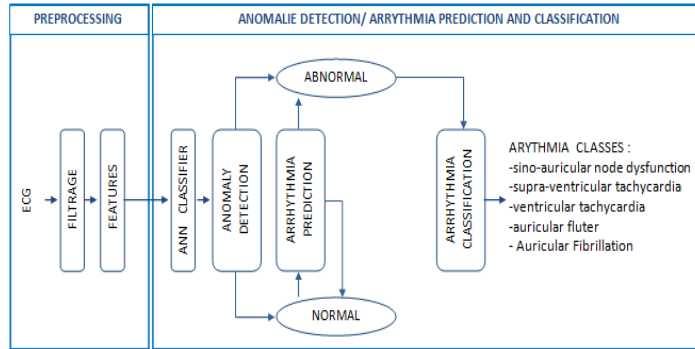 PREPROCESSING
ANOMALIE DETECTION/ ARRYTHMIA PREDICTION AND CLASSIFICATION
ECG
FILTRAGE
FEATURES
ANN CLASSIFIER
ANOMALY
DETECTION
ARRHYTHMIA
PREDICTION
ABNORMAL
NORMAL
ARRHYTHMIA
CLASSIFICATION
ARYTHMIA CLASSES :
-sino-auricular node dysfunction
-supra-ventricular tachycardia
-ventricular tachycardia
-auricular fluter
- Auricular Fibrillation